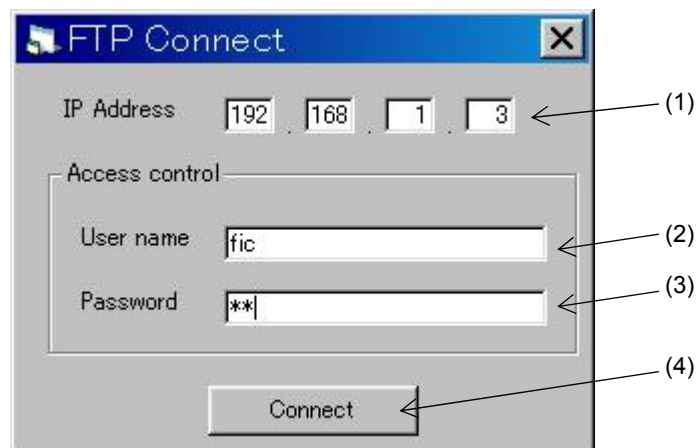 FTP Connect
IP Address 192 . 168 . 1 . 3 (1)
Access control
User name fic (2)
Password ** (3)
Connect (4)